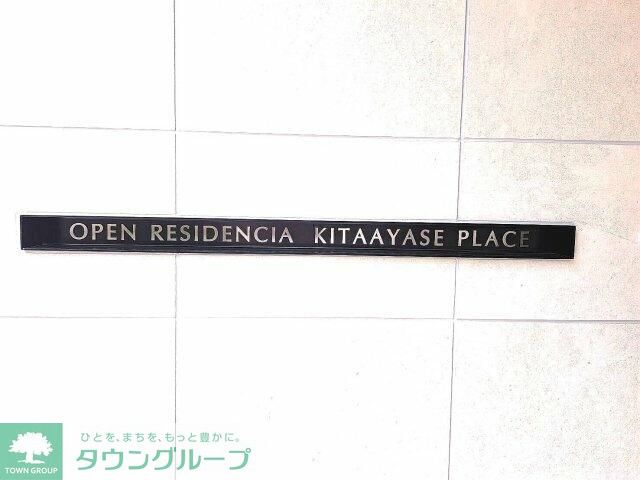 OPEN RESIDENCIA KITAAYASE PLACE
ひとを、まちを、もっと豊かに。
TOWN GROUP
タウングループ